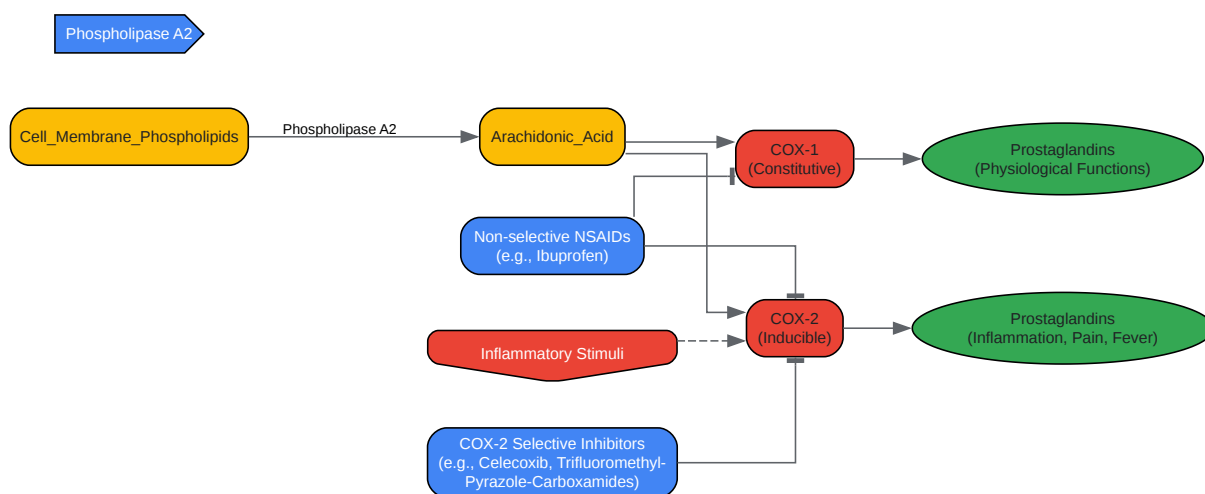 Phospholipase A2
Cell_Membrane_Phospholipids
Phospholipase A2
Arachidonic_Acid
COX-1
(Constitutive)
Prostaglandins
(Physiological Functions)
Non-selective NSAIDs
(e.g., Ibuprofen)
COX-2
(Inducible)
Prostaglandins
(Inflammation, Pain, Fever)
Inflammatory Stimuli
COX-2 Selective Inhibitors
(e.g., Celecoxib, Trifluoromethyl-
Pyrazole-Carboxamides)